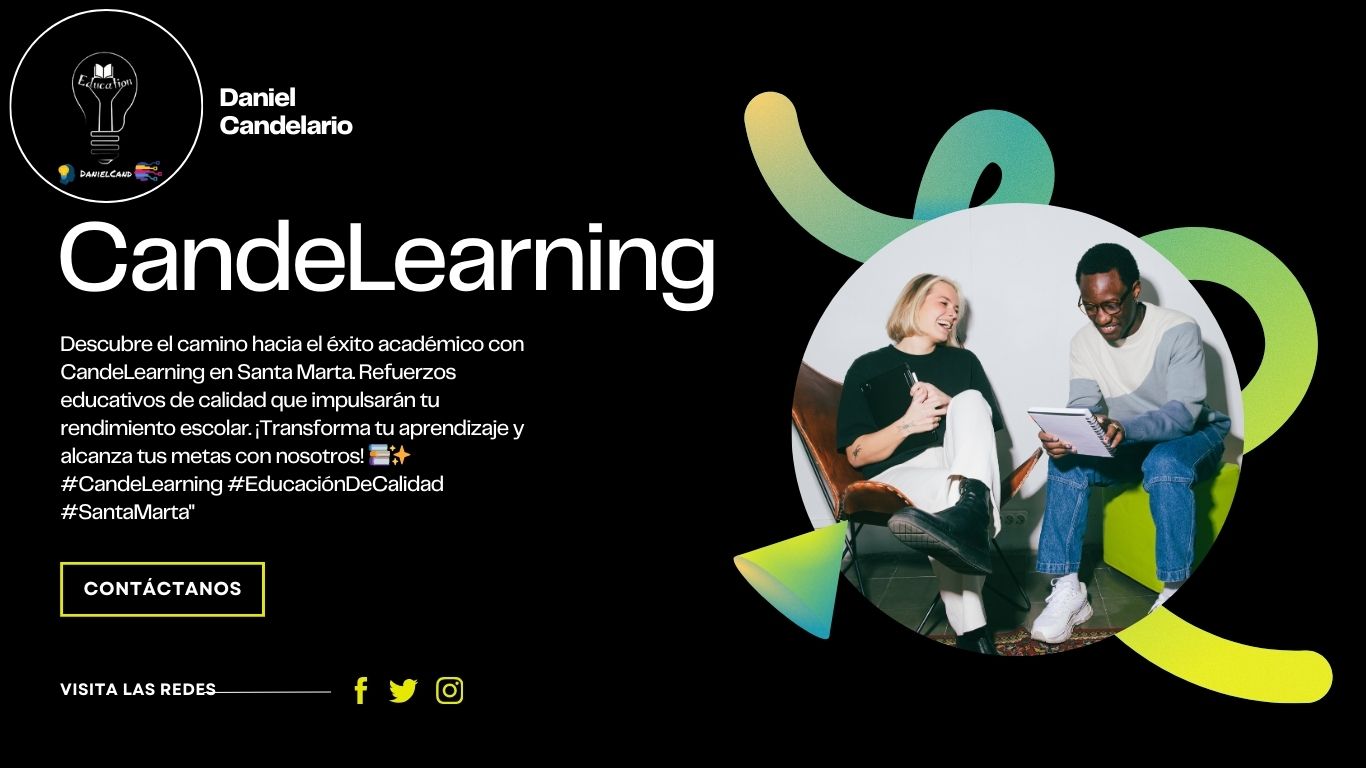 Education
DANIELCAND
Daniel
Candelario
CandeLearning
Descubre el camino hacia el éxito académico con
CandeLearning en Santa Marta. Refuerzos
educativos de calidad que impulsarán tu
rendimiento escolar. ¡Transforma tu aprendizaje y
alcanza tus metas con nosotros! 📚✨
#CandeLearning #EducaciónDeCalidad
#SantaMarta"
CONTÁCTANOS
VISITA LAS REDES